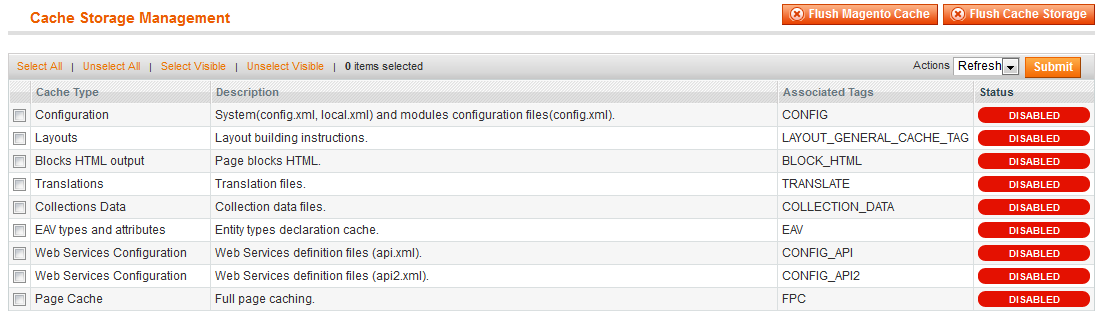 Cache Storage Management Flush Magento Cache Flush Cache Storage
Select All | Unselect All | Select Visible | Unselect Visible | 0 items selected Actions Refresh Submit
Cache Type Description Associated Tags Status
Configuration System(config.xml, local.xml) and modules configuration files(config.xml). CONFIG DISABLED
Layouts Layout building instructions. LAYOUT_GENERAL_CACHE_TAG DISABLED
Blocks HTML output Page blocks HTML. BLOCK_HTML DISABLED
Translations Translation files. TRANSLATE DISABLED
Collections Data Collection data files. COLLECTION_DATA DISABLED
EAV types and attributes Entity types declaration cache. EAV DISABLED
Web Services Configuration Web Services definition files (api.xml). CONFIG_API DISABLED
Web Services Configuration Web Services definition files (api2.xml). CONFIG_API2 DISABLED
Page Cache Full page caching. FPC DISABLED